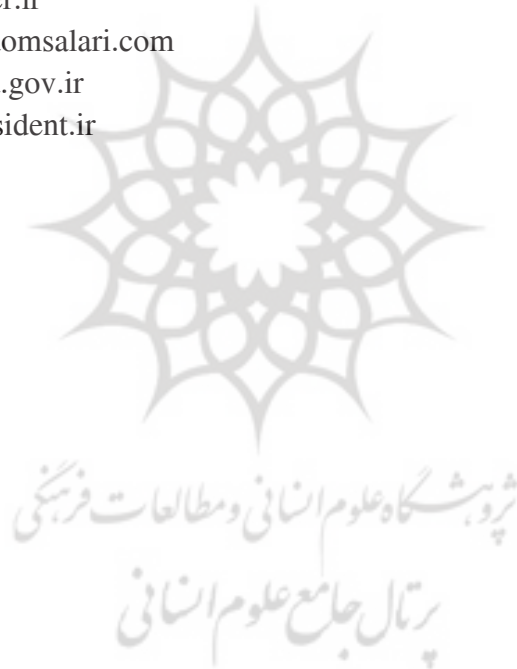 er.ir
omsalari.com
.gov.ir
sident.ir
پژوهشگاه علوم انسانی و مطالعات فرهنگی
پرتال جامع علوم انسانی